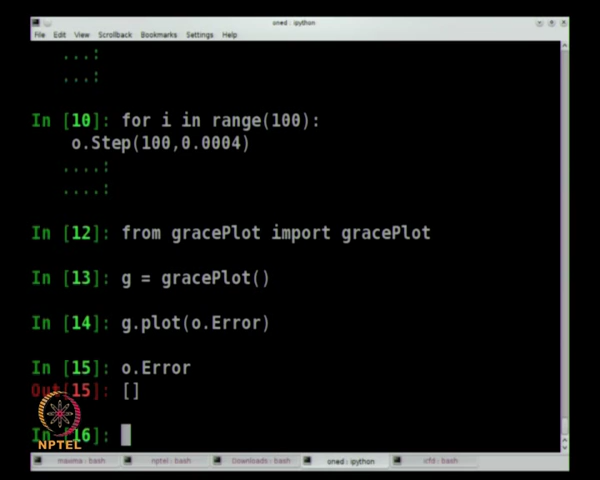 oned : ipython
File Edit View Scrollback Bookmarks Settings Help
...:
...:
In [10]: for i in range(100):
o.Step(100,0.0004)
....:
....:
In [12]: from gracePlot import gracePlot
In [13]: g = gracePlot()
In [14]: g.plot(o.Error)
In [15]: o.Error
Out[15]: []
In [16]:
NPTEL
maxima : bash nptel : bash Downloads : bash oned : ipython icfd : bash